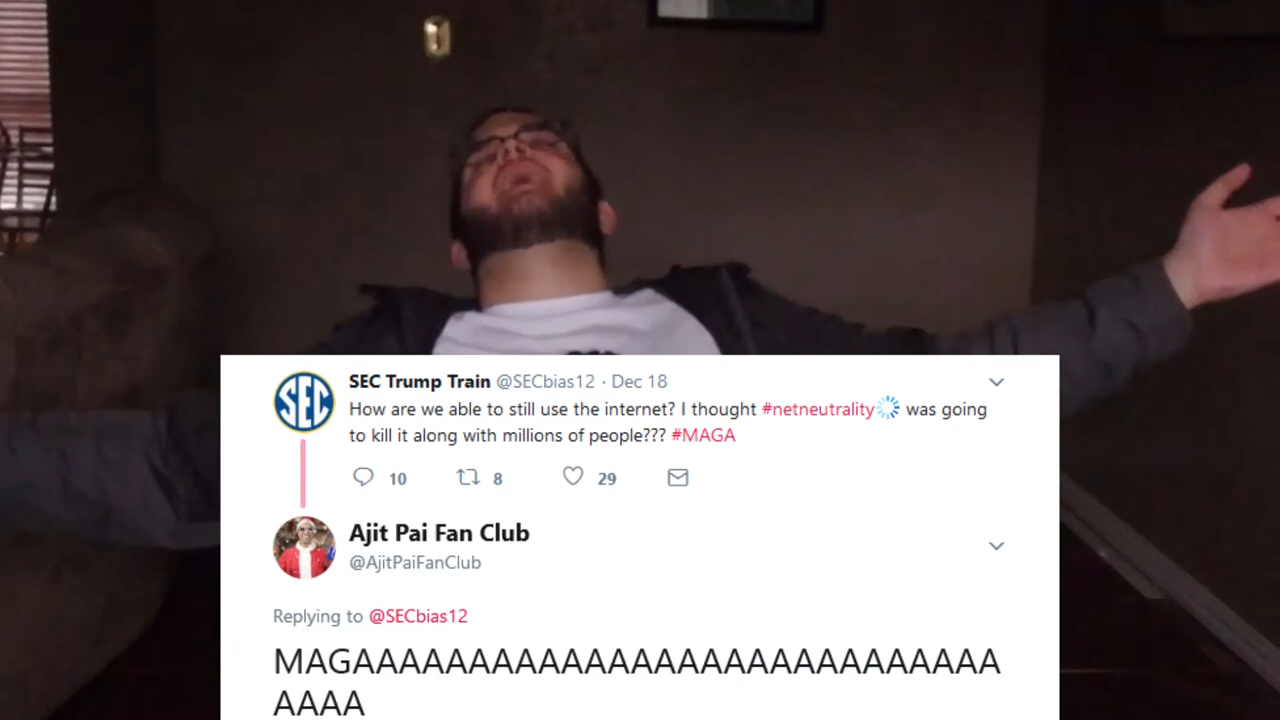 SEC
SEC Trump Train @SECbias12 · Dec 18
How are we able to still use the internet? I thought #netneutrality was going
to kill it along with millions of people??? #MAGA
10 8 29
Ajit Pai Fan Club
@AjitPaiFanClub
Replying to @SECbias12
MAGAAAAAAAAAAAAAAAAAAAAAAAAAAAA
AAAA